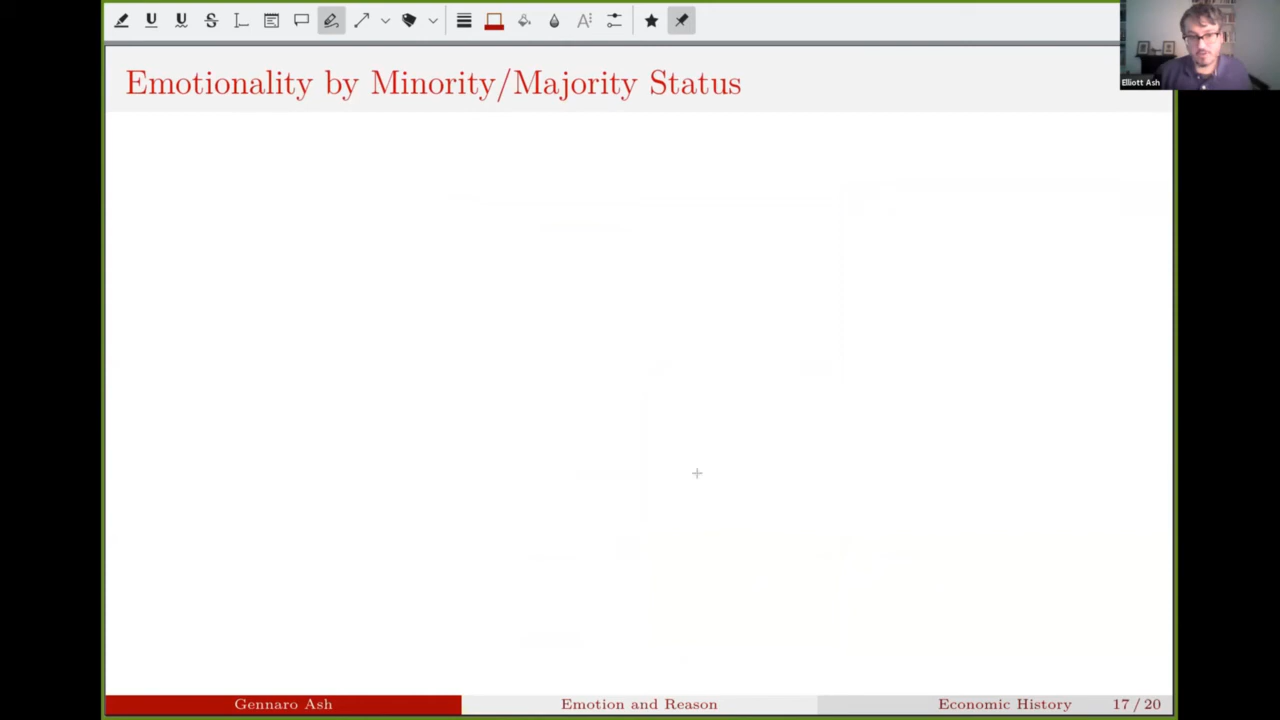 Elliott Ash
Emotionality by Minority/Majority Status
Gennaro Ash
Emotion and Reason
Economic History
17 / 20